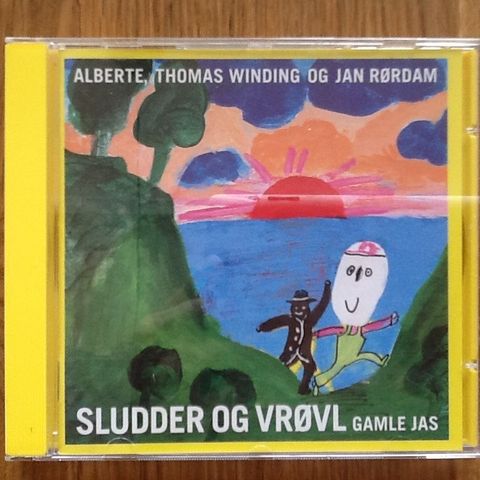 ALBERTE, THOMAS WINDING OG JAN RØRDAM
SLUDDER OG VRØVL GAMLE JAS